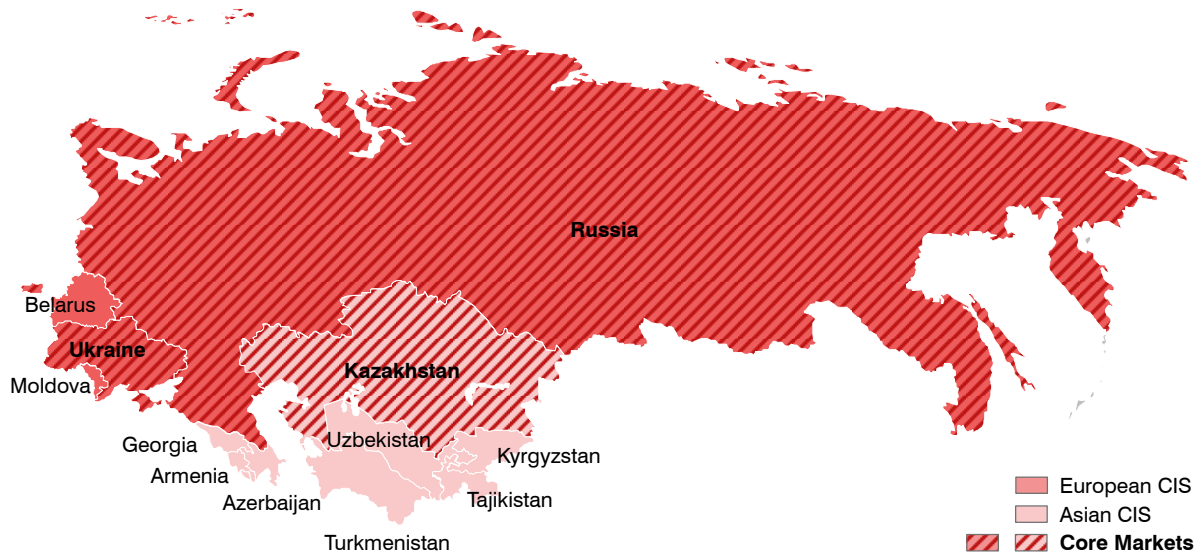 Russia
Belarus
Ukraine
Kazakhstan
Moldova
Georgia
Uzbekistan
Kyrgyzstan
Armenia
Azerbaijan
Tajikistan
Turkmenistan
European CIS
Asian CIS
Core Markets